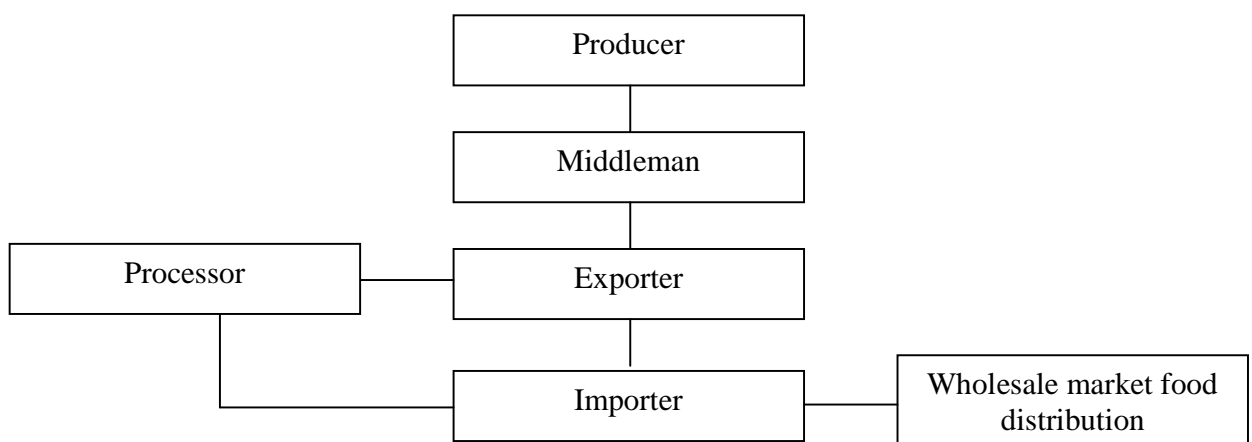 Producer
Middleman
Processor
Exporter
Importer
Wholesale market food
distribution